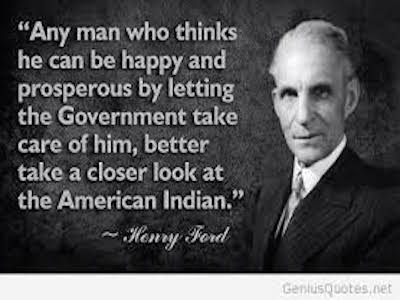 “Any man who thinks
he can be happy and
prosperous by letting
the Government take
care of him, better
take a closer look at
the American Indian.”
~ Henry Ford
GeniusQuotes.net